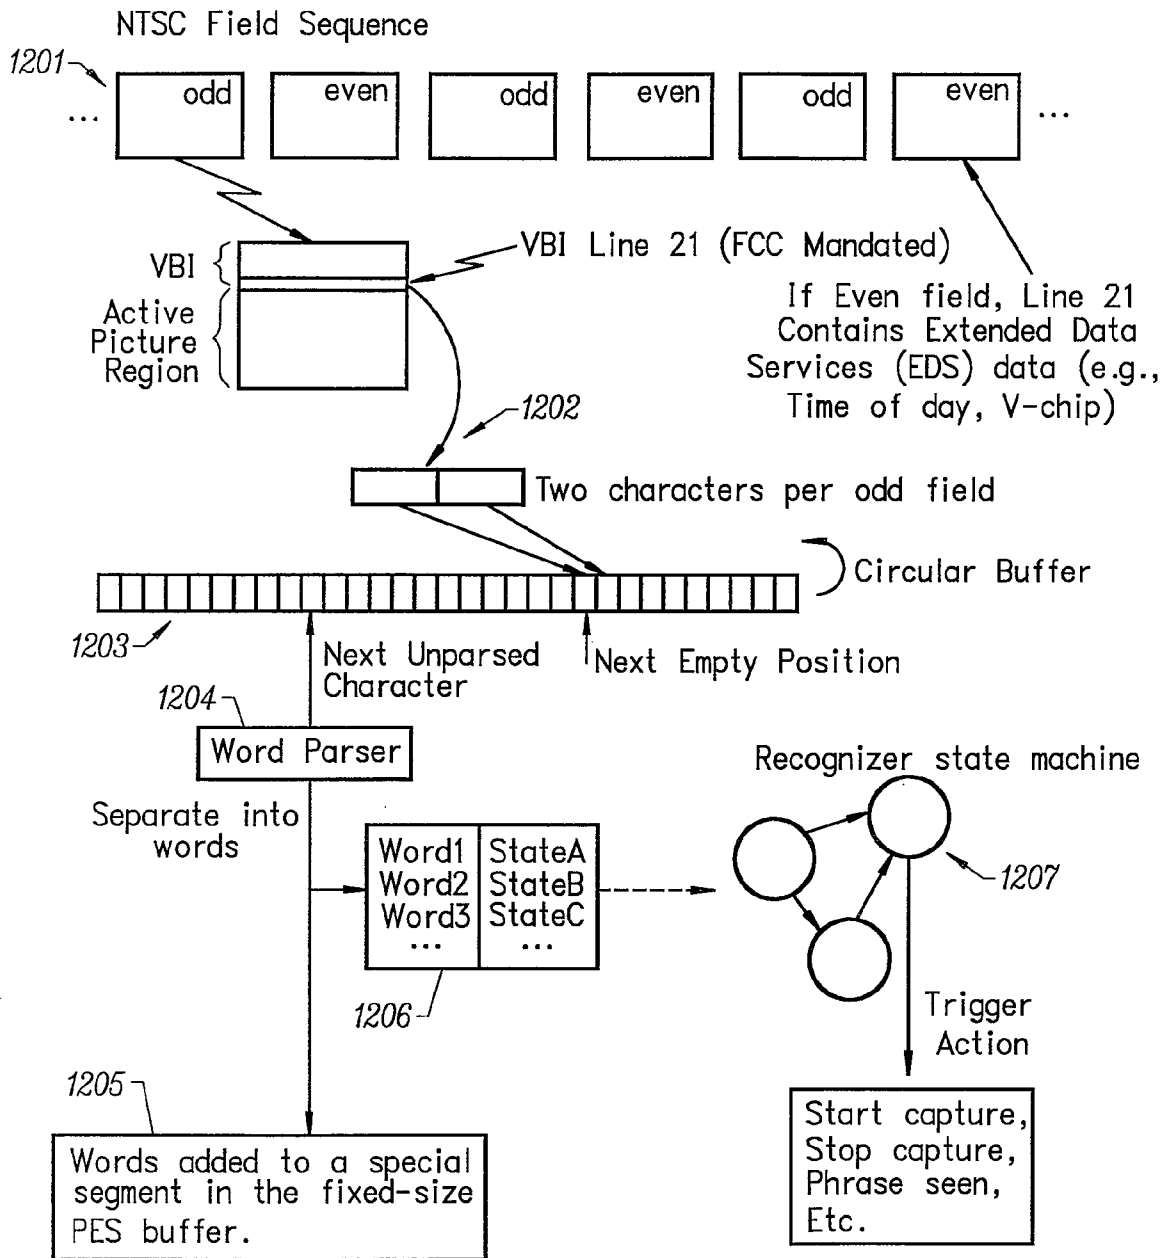 NTSC Field Sequence
1201
... odd even odd even odd even ...
VBI
VBI Line 21 (FCC Mandated)
Active
Picture
Region
If Even field, Line 21
Contains Extended Data
Services (EDS) data (e.g.,
Time of day, V-chip)
1202
Two characters per odd field
Circular Buffer
1203
Next Unparsed
Character
Next Empty Position
1204
Word Parser
Separate into
words
Word1 StateA
Word2 StateB
Word3 StateC
... ...
1206
Recognizer state machine
1207
Trigger
Action
1205
Words added to a special
segment in the fixed-size
PES buffer.
Start capture,
Stop capture,
Phrase seen,
Etc.